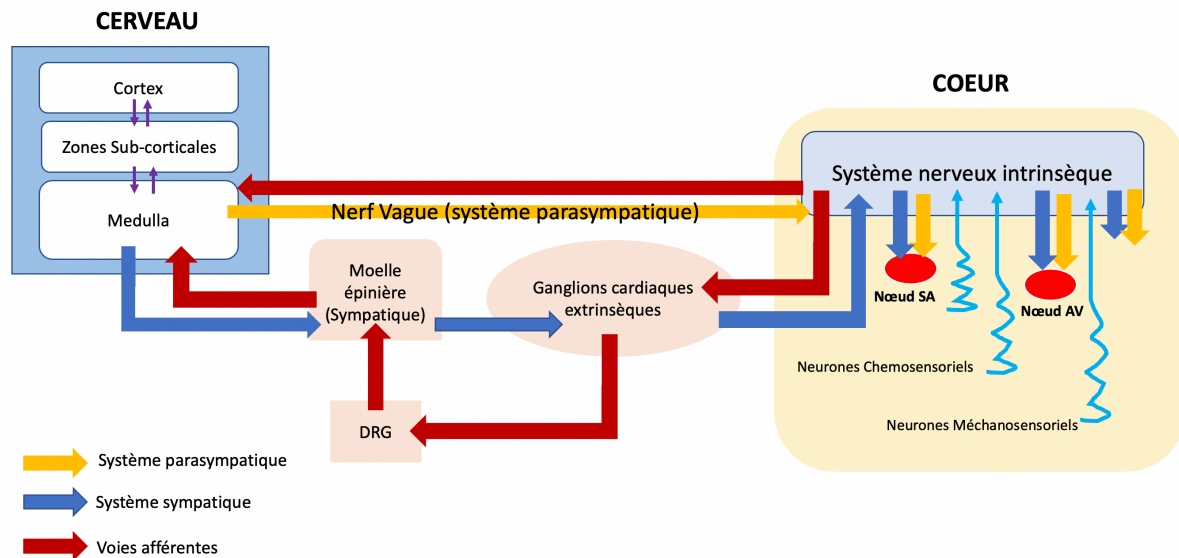 CERVEAU
Cortex
Zones Sub-corticales
Medulla
COEUR
Système nerveux intrinsèque
Nerf Vague (système parasympatique)
Moelle
épinière
(Sympatique)
Ganglions cardiaques
extrinsèques
Nœud SA
Nœud AV
Neurones Chemosensoriels
Neurones Méchanosensoriels
DRG
Système parasympatique
Système sympatique
Voies afférentes